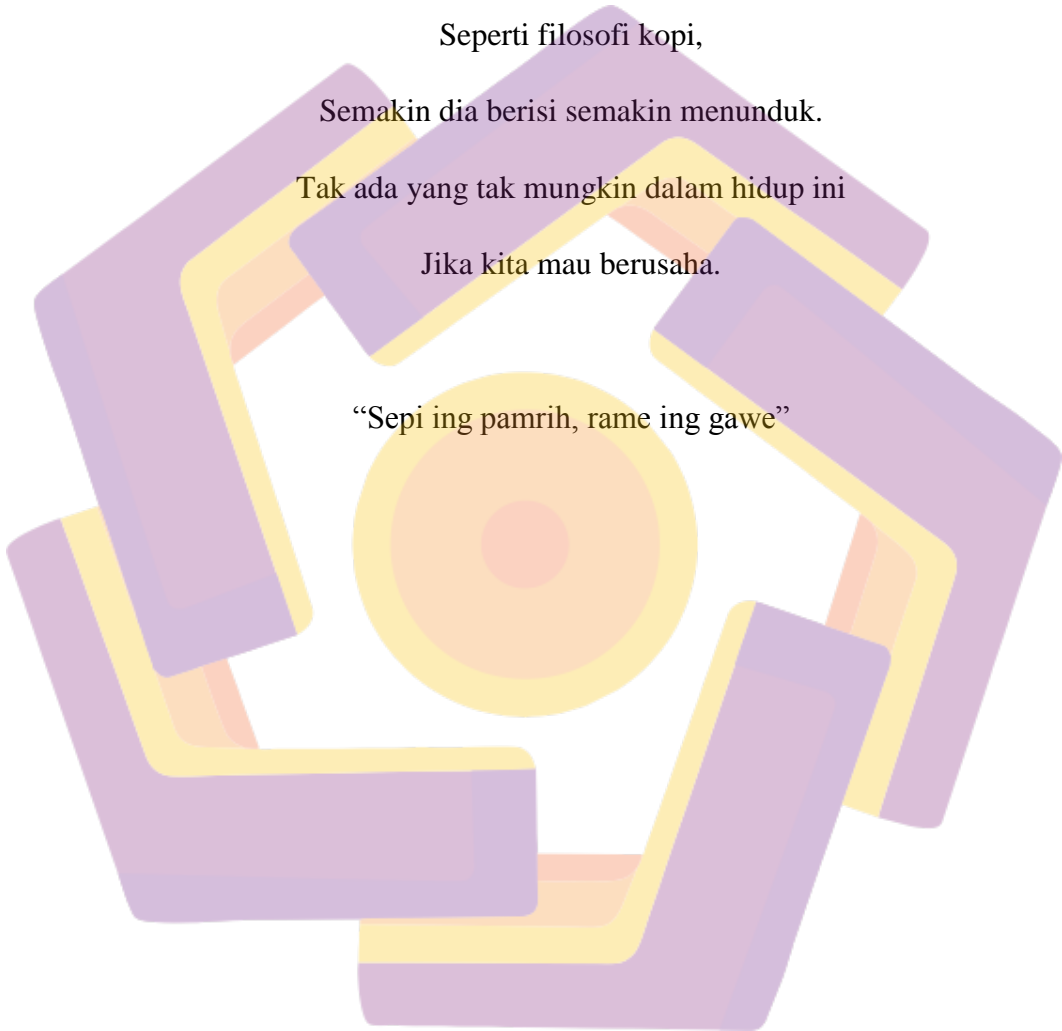 Seperti filosofi kopi,
Semakin dia berisi semakin menunduk.
Tak ada yang tak mungkin dalam hidup ini
Jika kita mau berusaha.
“Sepi ing pamrih, rame ing gawe”